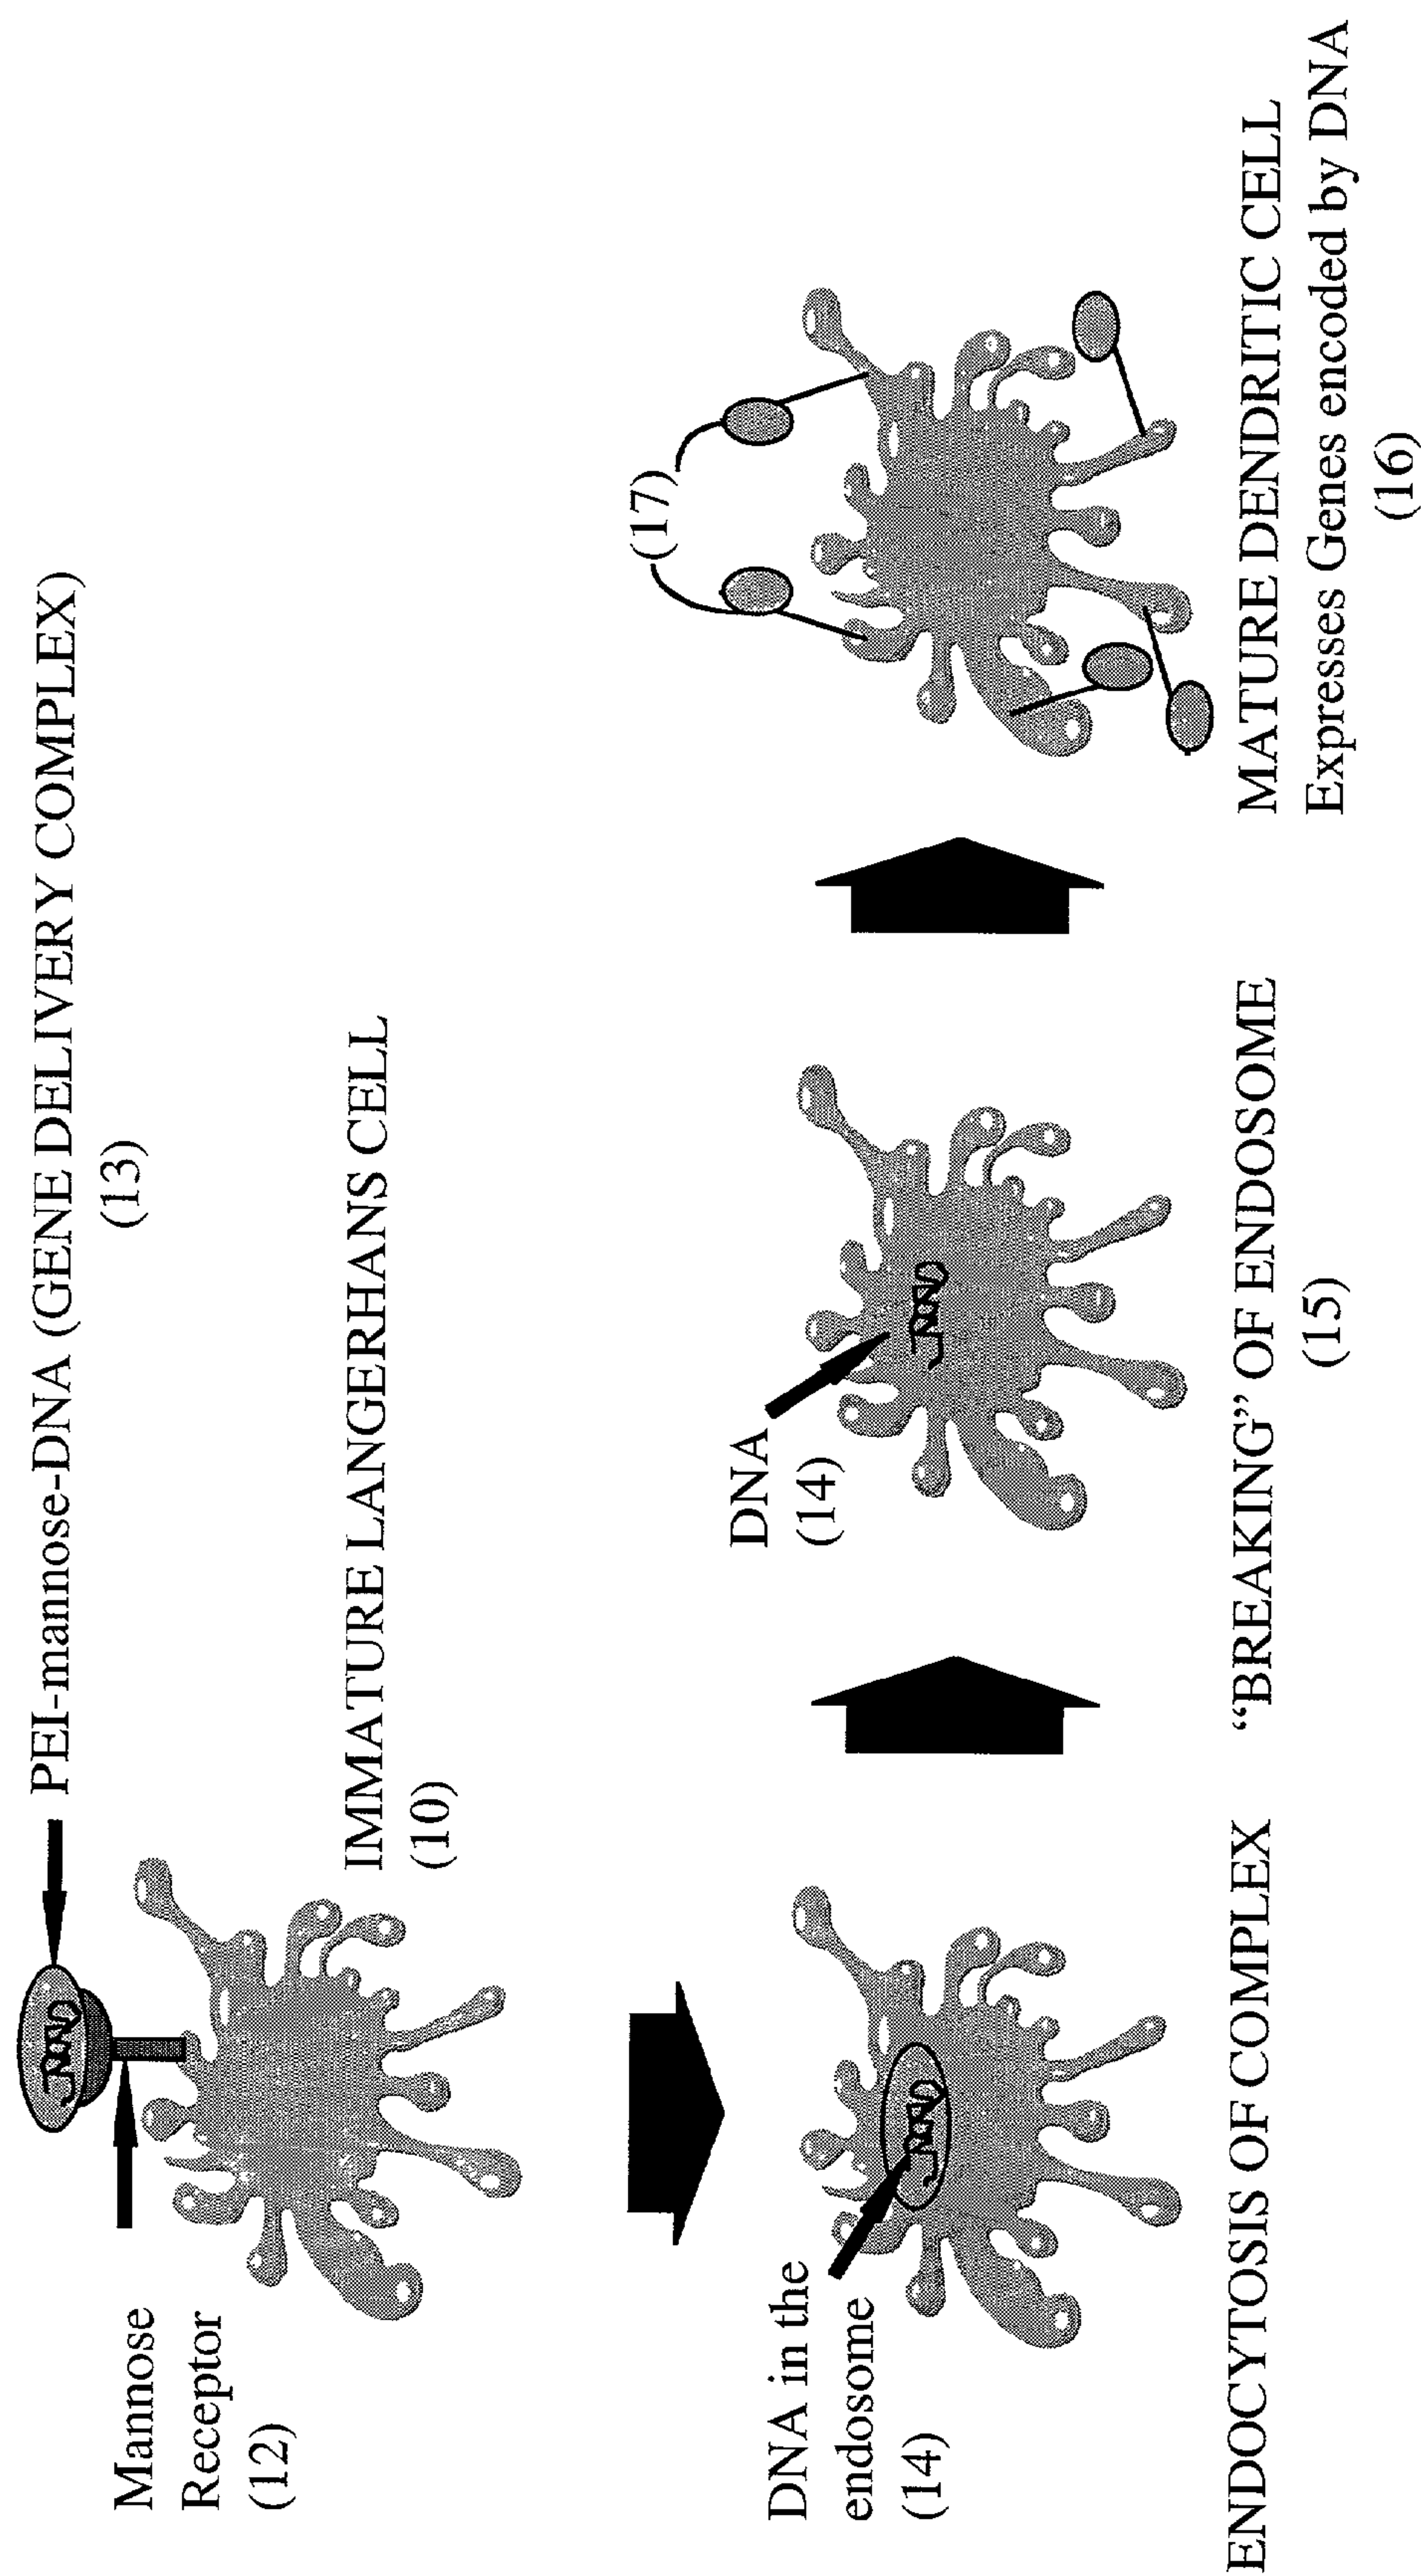 PEI-mannose-DNA (GENE DELIVERY COMPLEX)
(13)
Mannose
Receptor
(12)
IMMATURE LANGERHANS CELL
(10)
DNA in the
endosome
(14)
ENDOCYTOSIS OF COMPLEX
DNA
(14)
“BREAKING” OF ENDOSOME
(15)
(17)
MATURE DENDRITIC CELL
Expresses Genes encoded by DNA
(16)